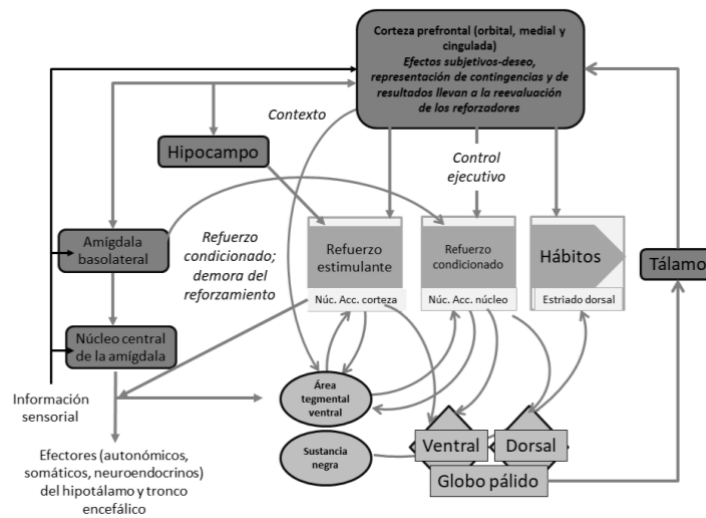 Corteza prefrontal (orbital, medial y
cingulada)
Efectos subjetivos-deseo,
representación de contingencias y de
resultados llevan a la reevaluación
de los reforzadores
Contexto
Hipocampo
Control
ejecutivo
Amígdala
basolateral
Refuerzo
condicionado;
demora del
reforzamiento
Refuerzo
estimulante
Núc. Acc. corteza
Refuerzo
condicionado
Núc. Acc. núcleo
Hábitos
Estriado dorsal
Tálamo
Núcleo central
de la amígdala
Información
sensorial
Área
tegmental
ventral
Efectores (autonómicos,
somáticos, neuroendocrinos)
del hipotálamo y tronco
encefálico
Sustancia
negra
Ventral
Dorsal
Globo pálido